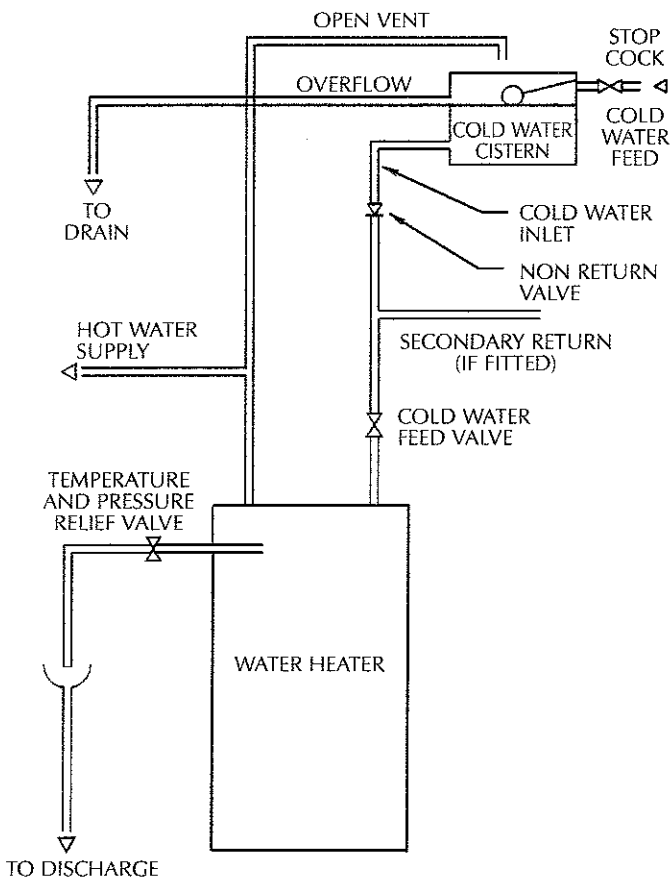 OPEN VENT
STOP
COCK
OVERFLOW
COLD WATER
CISTERN
COLD
WATER
FEED
TO
DRAIN
COLD WATER
INLET
NON RETURN
VALVE
HOT WATER
SUPPLY
SECONDARY RETURN
(IF FITTED)
COLD WATER
FEED VALVE
TEMPERATURE
AND PRESSURE
RELIEF VALVE
WATER HEATER
TO DISCHARGE